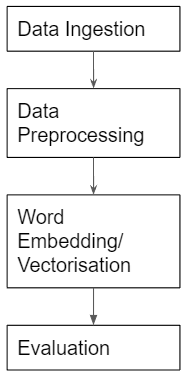 Data Ingestion
Data
Preprocessing
Word
Embedding/
Vectorisation
Evaluation